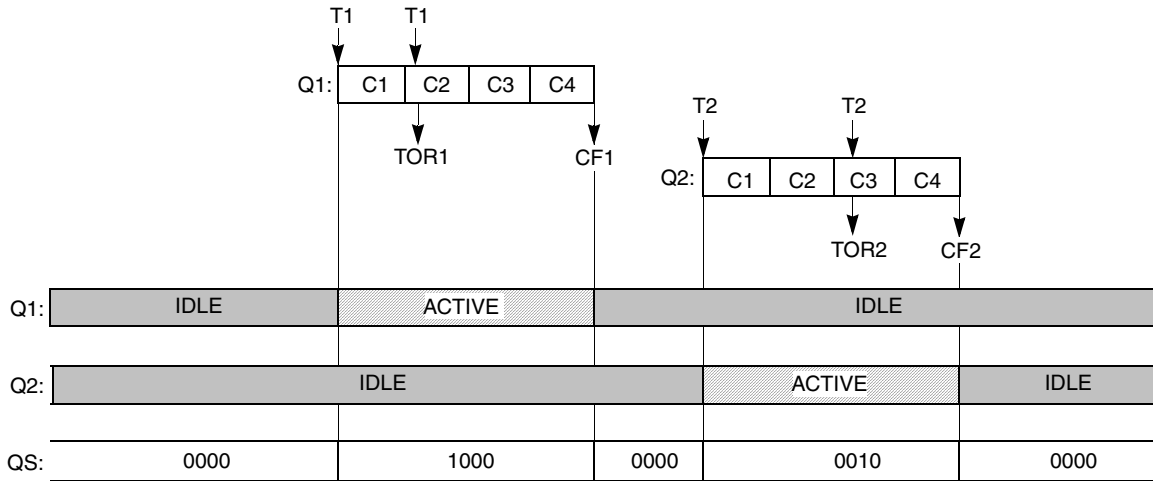 T1 T1
Q1: C1 C2 C3 C4
T2 T2
TOR1 CF1
Q2: C1 C2 C3 C4
TOR2 CF2
Q1: IDLE ACTIVE IDLE
Q2: IDLE ACTIVE IDLE
QS: 0000 1000 0000 0010 0000